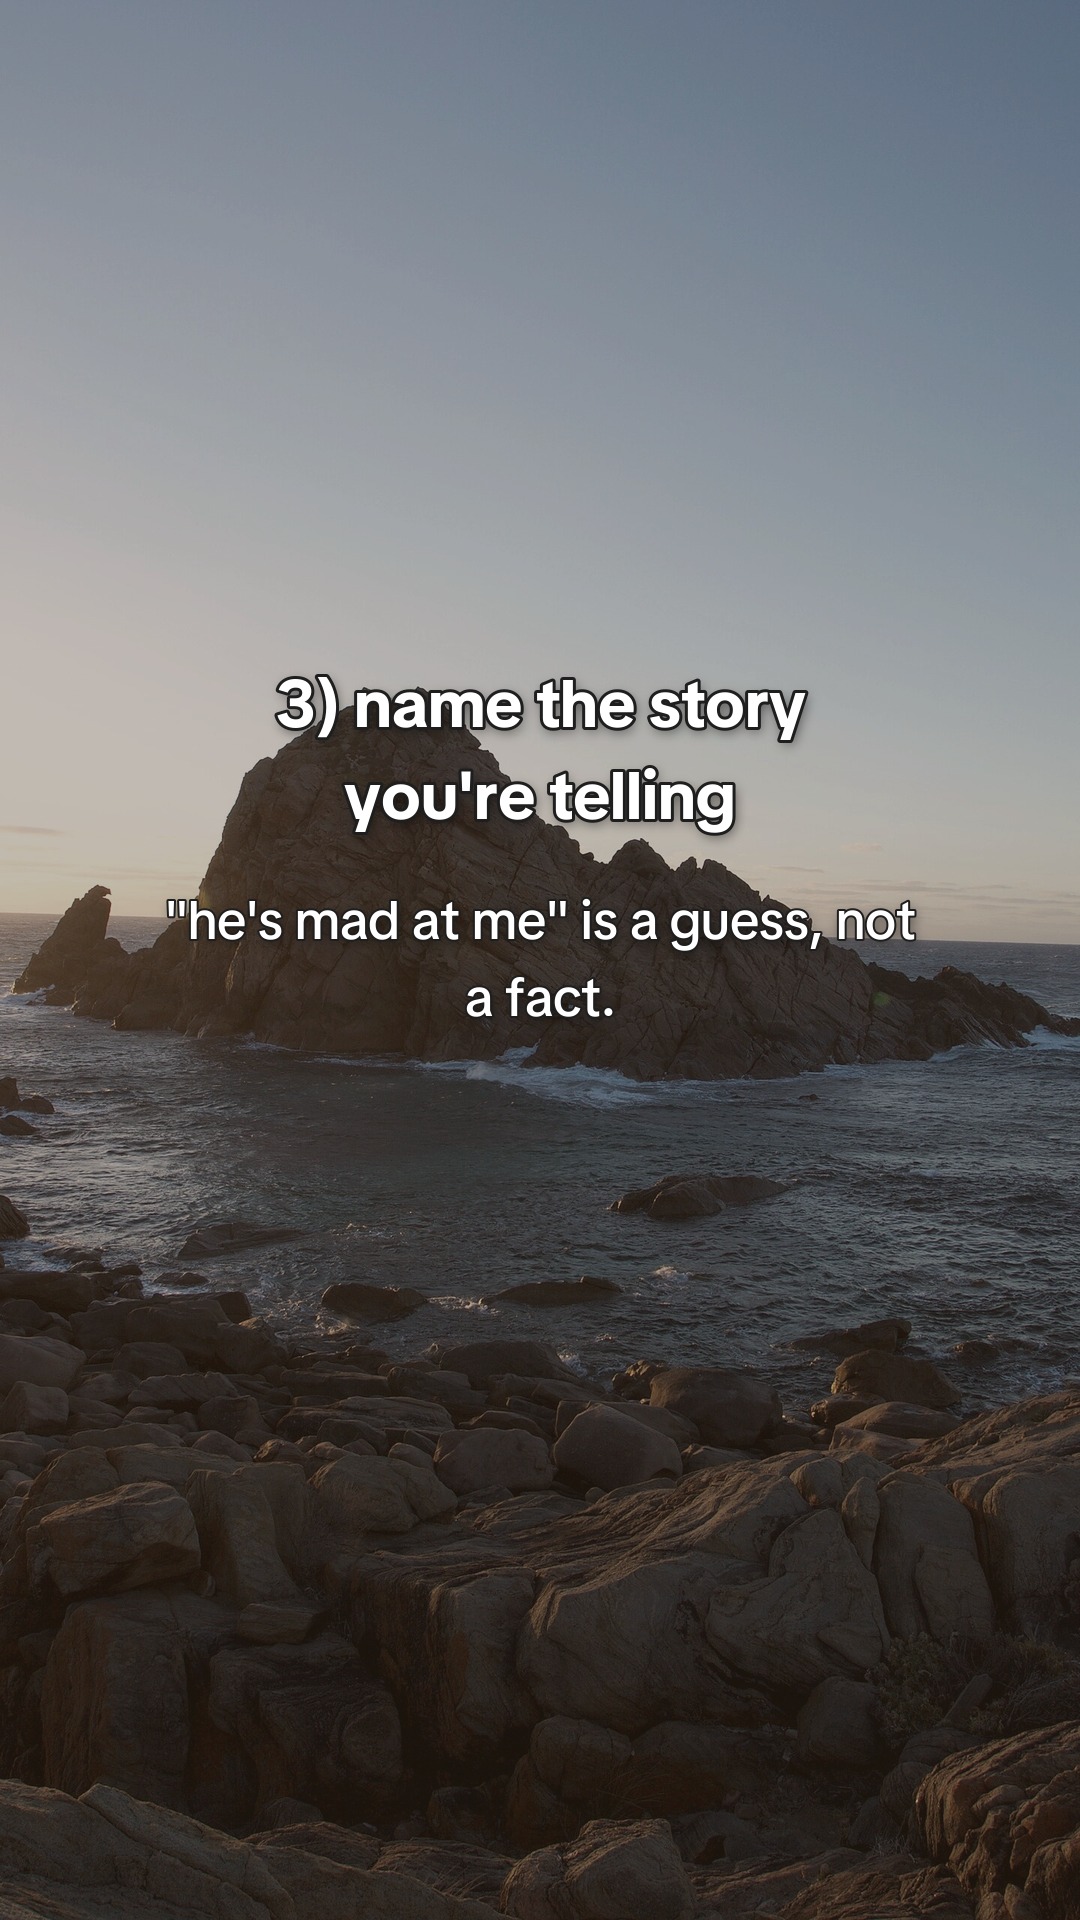 3) name the story
you're telling
"he's mad at me" is a guess, not
a fact.